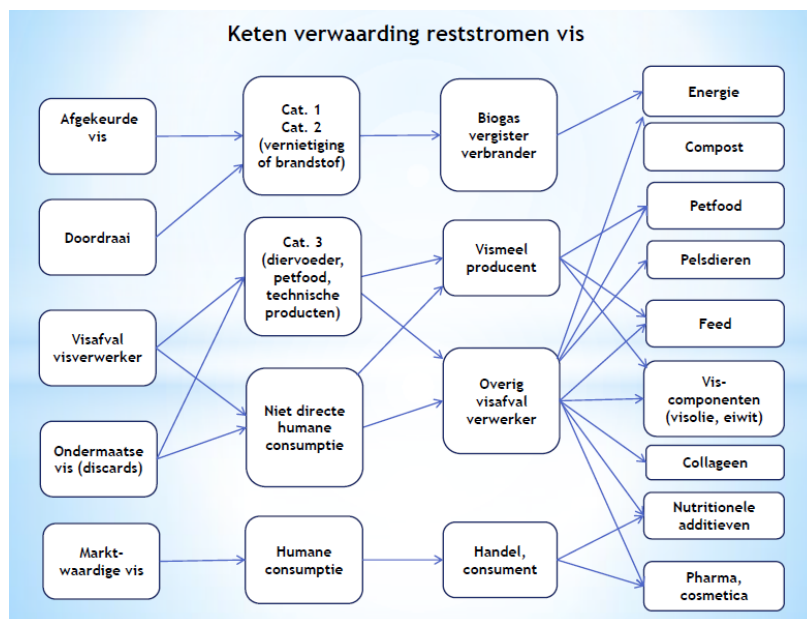 Keten verwaarding reststromen vis
Afgekeurde
vis
Doordraai
Visafval
visverwerker
Ondermaatse
vis (discards)
Markt-
waardige vis
Cat. 1
Cat. 2
(vernietiging
of brandstof)
Cat. 3
(diervoeder,
petfood,
technische
producten)
Niet directe
humane
consumptie
Humane
consumptie
Biogas
vergister
verbrander
Vismeel
producent
Overig
visafval
verwerker
Handel,
consument
Energie
Compost
Petfood
Pelsdieren
Feed
Vis-
componenten
(visolie, eiwit)
Collageen
Nutritionele
additieven
Pharma,
cosmetica